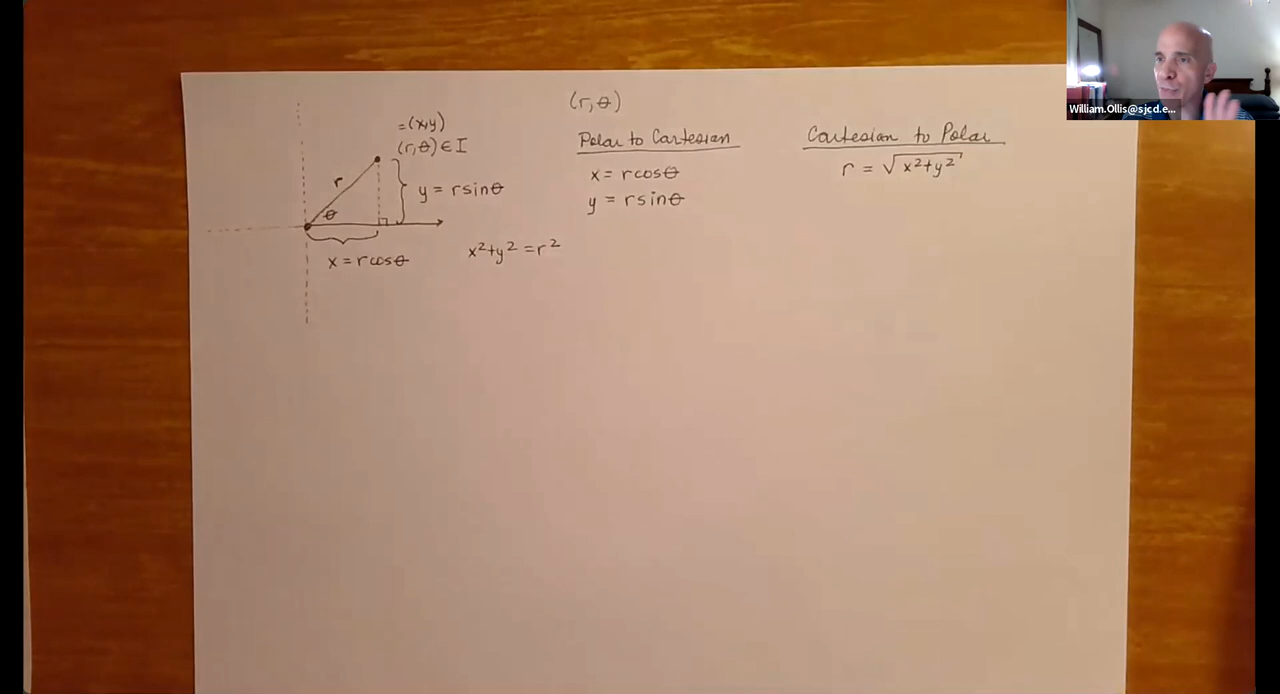 (r, θ)
= (x,y)
(r, θ) ∈ I
r
θ
y = r sin θ
x = r cos θ
x² + y² = r²
Polar to Cartesian
x = r cos θ
y = r sin θ
Cartesian to Polar
r = √x² + y²
William.Ollis@sjcd.e...